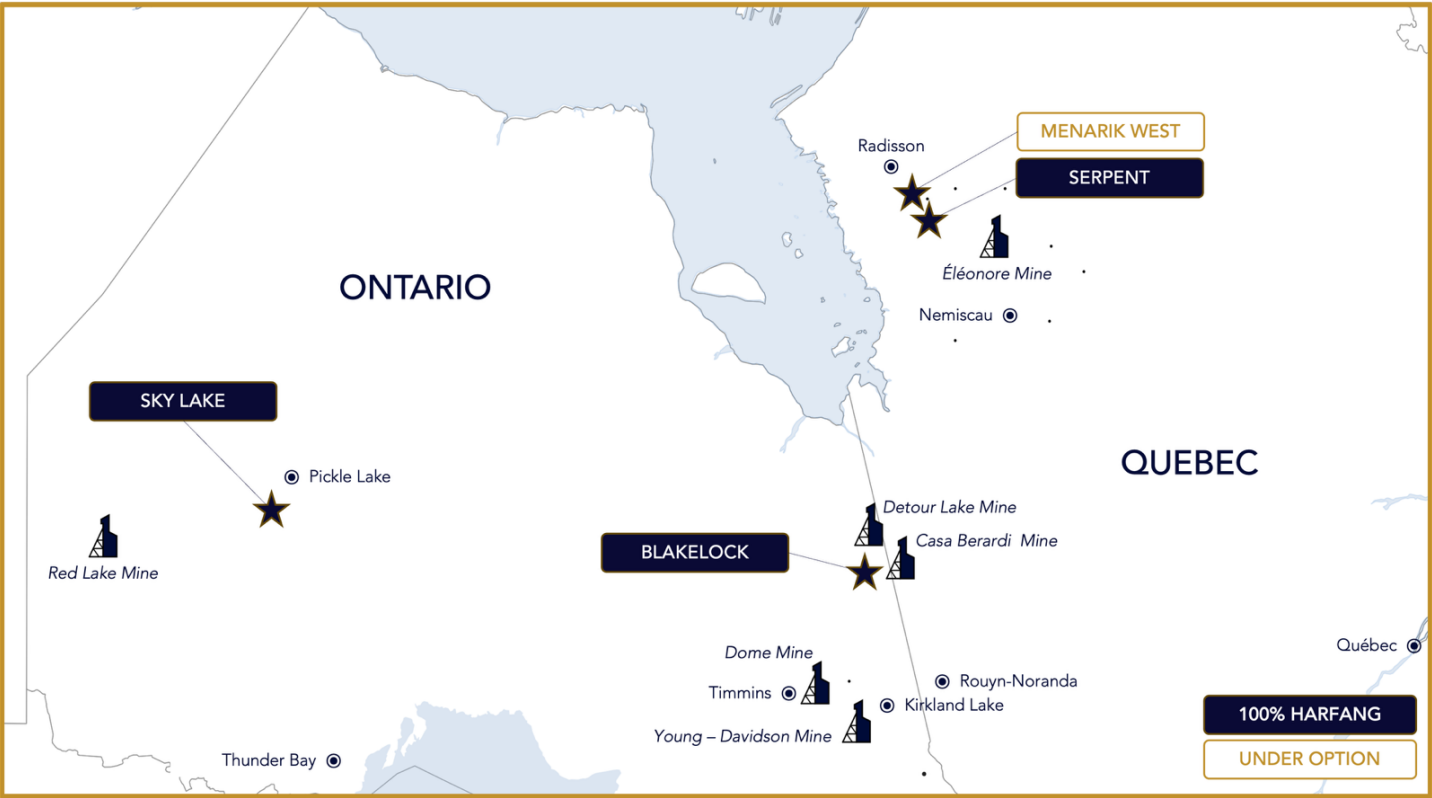 MENARIK WEST
Radisson
SERPENT
Éléonore Mine
ONTARIO
Nemiscau
SKY LAKE
QUEBEC
Pickle Lake
Detour Lake Mine
Casa Berardi Mine
BLAKELOCK
Red Lake Mine
Québec
Dome Mine
Rouyn-Noranda
Timmins
Kirkland Lake
100% HARFANG
Young – Davidson Mine
UNDER OPTION
Thunder Bay